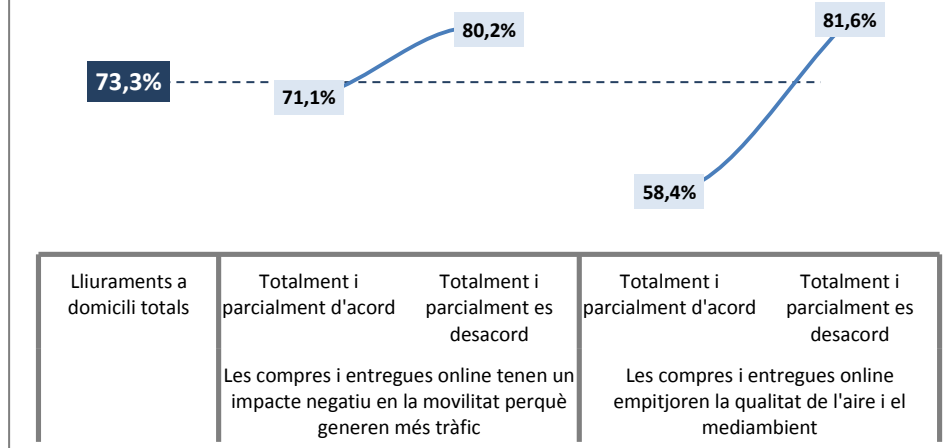 80,2%
81,6%
73,3%
71,1%
58,4%
Lliuraments a
domicili totals
Totalment i
parcialment d'acord
Totalment i
parcialment es
desacord
Totalment i
parcialment d'acord
Totalment i
parcialment es
desacord
Les compres i entregues online tenen un
impacte negatiu en la movilitat perquè
generen més tràfic
Les compres i entregues online
empitjoren la qualitat de l'aire i el
mediambient